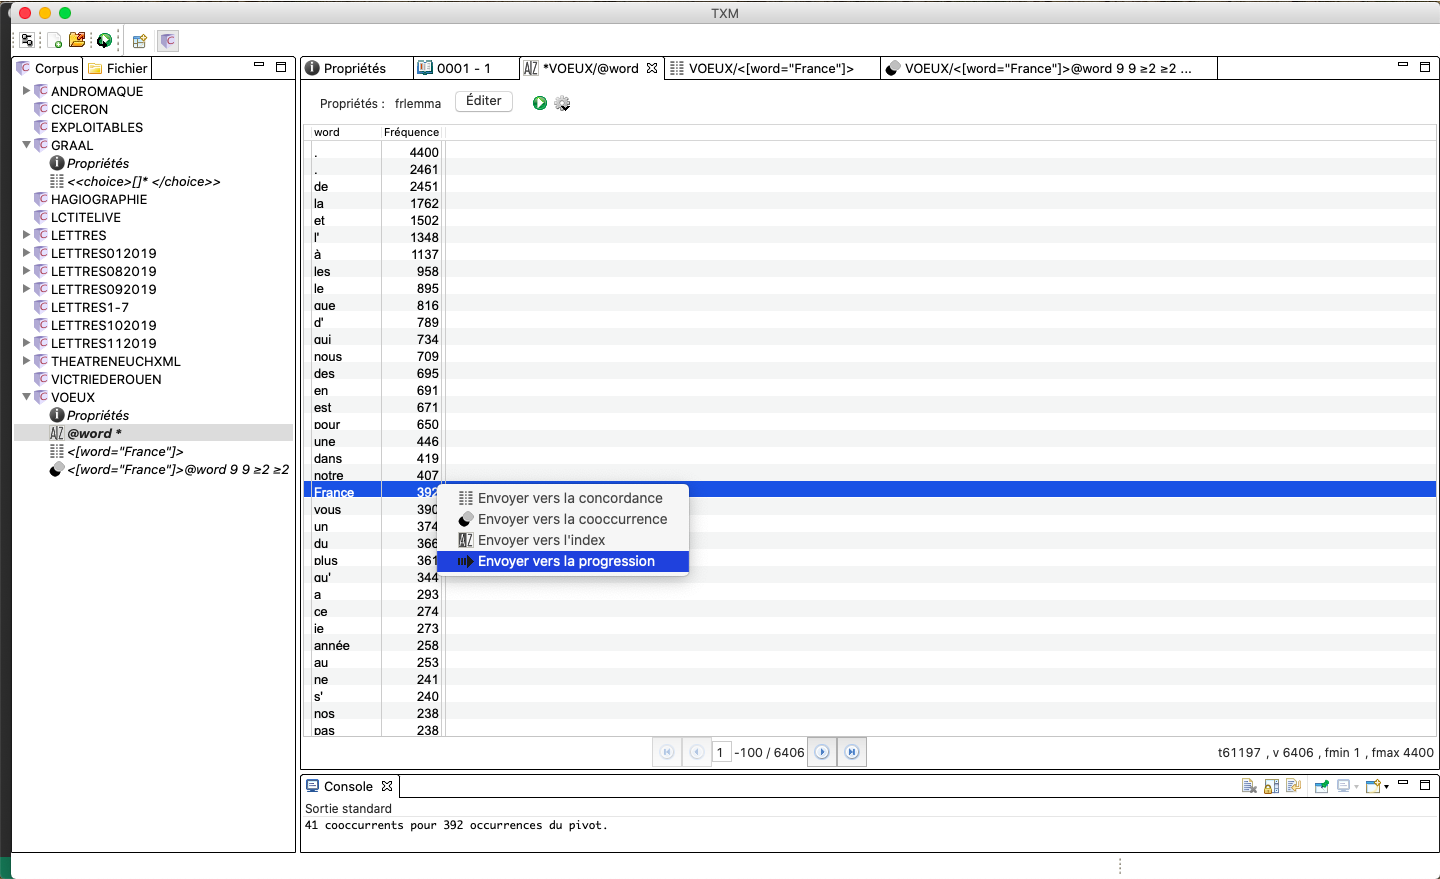 TXM
Corpus
Fichier
ANDROMAQUE
CICERON
EXPLOITABLES
GRAAL
Propriétés
<<choice>[]* </choice>>
HAGIOGRAPHIE
LCTITELIVE
LETTRES
LETTRES012019
LETTRES082019
LETTRES092019
LETTRES1-7
LETTRES102019
LETTRES112019
THEATRENEUCHXML
VICTRIEDEROUEN
VOEUX
Propriétés
@word *
<[word="France"]>
<[word="France"]>@word 9 9 ≥2 ≥2
Propriétés
0001 - 1
*VOEUX/@word
VOEUX/<[word="France"]>
VOEUX/<[word="France"]>@word 9 9 ≥2 ≥2 ...
Propriétés : frlemma Éditer
word Fréquence
. 4400
. 2461
de 2451
la 1762
et 1502
l' 1348
à 1137
les 958
le 895
que 816
d' 789
qui 734
nous 709
des 695
en 691
est 671
pour 650
une 446
dans 419
notre 407
France 392
vous 390
un 374
du 366
plus 361
qu' 344
a 293
ce 274
je 273
année 258
au 253
ne 241
s' 240
nos 238
pas 238
Envoyer vers la concordance
Envoyer vers la cooccurrence
Envoyer vers l'index
Envoyer vers la progression
1 -100 / 6406
t61197 , v 6406 , fmin 1 , fmax 4400
Console
Sortie standard
41 cooccurrents pour 392 occurrences du pivot.